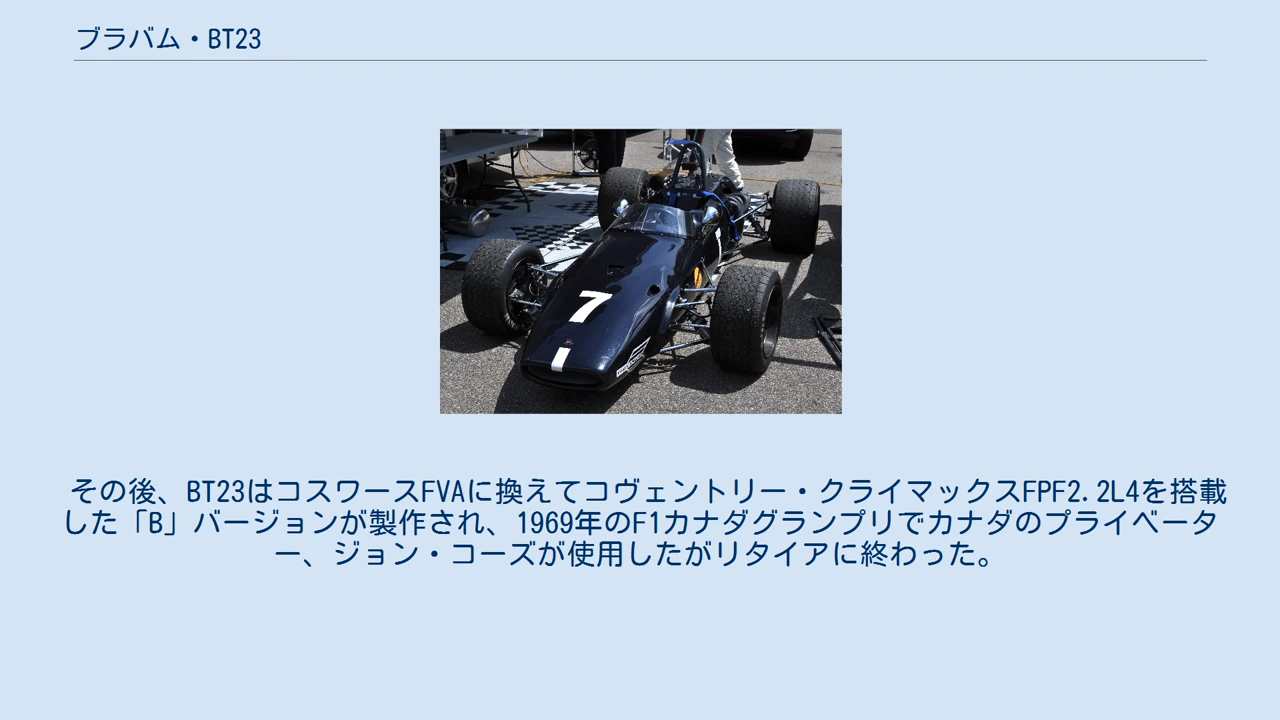 ブラバム・BT23
7
その後、BT23はコスワースFVAに換えてコヴェントリー・クライマックスFPF2.2L4を搭載
した「B」バージョンが製作され、1969年のF1カナダグランプリでカナダのプライベータ
ー、ジョン・コーズが使用したがリタイアに終わった。